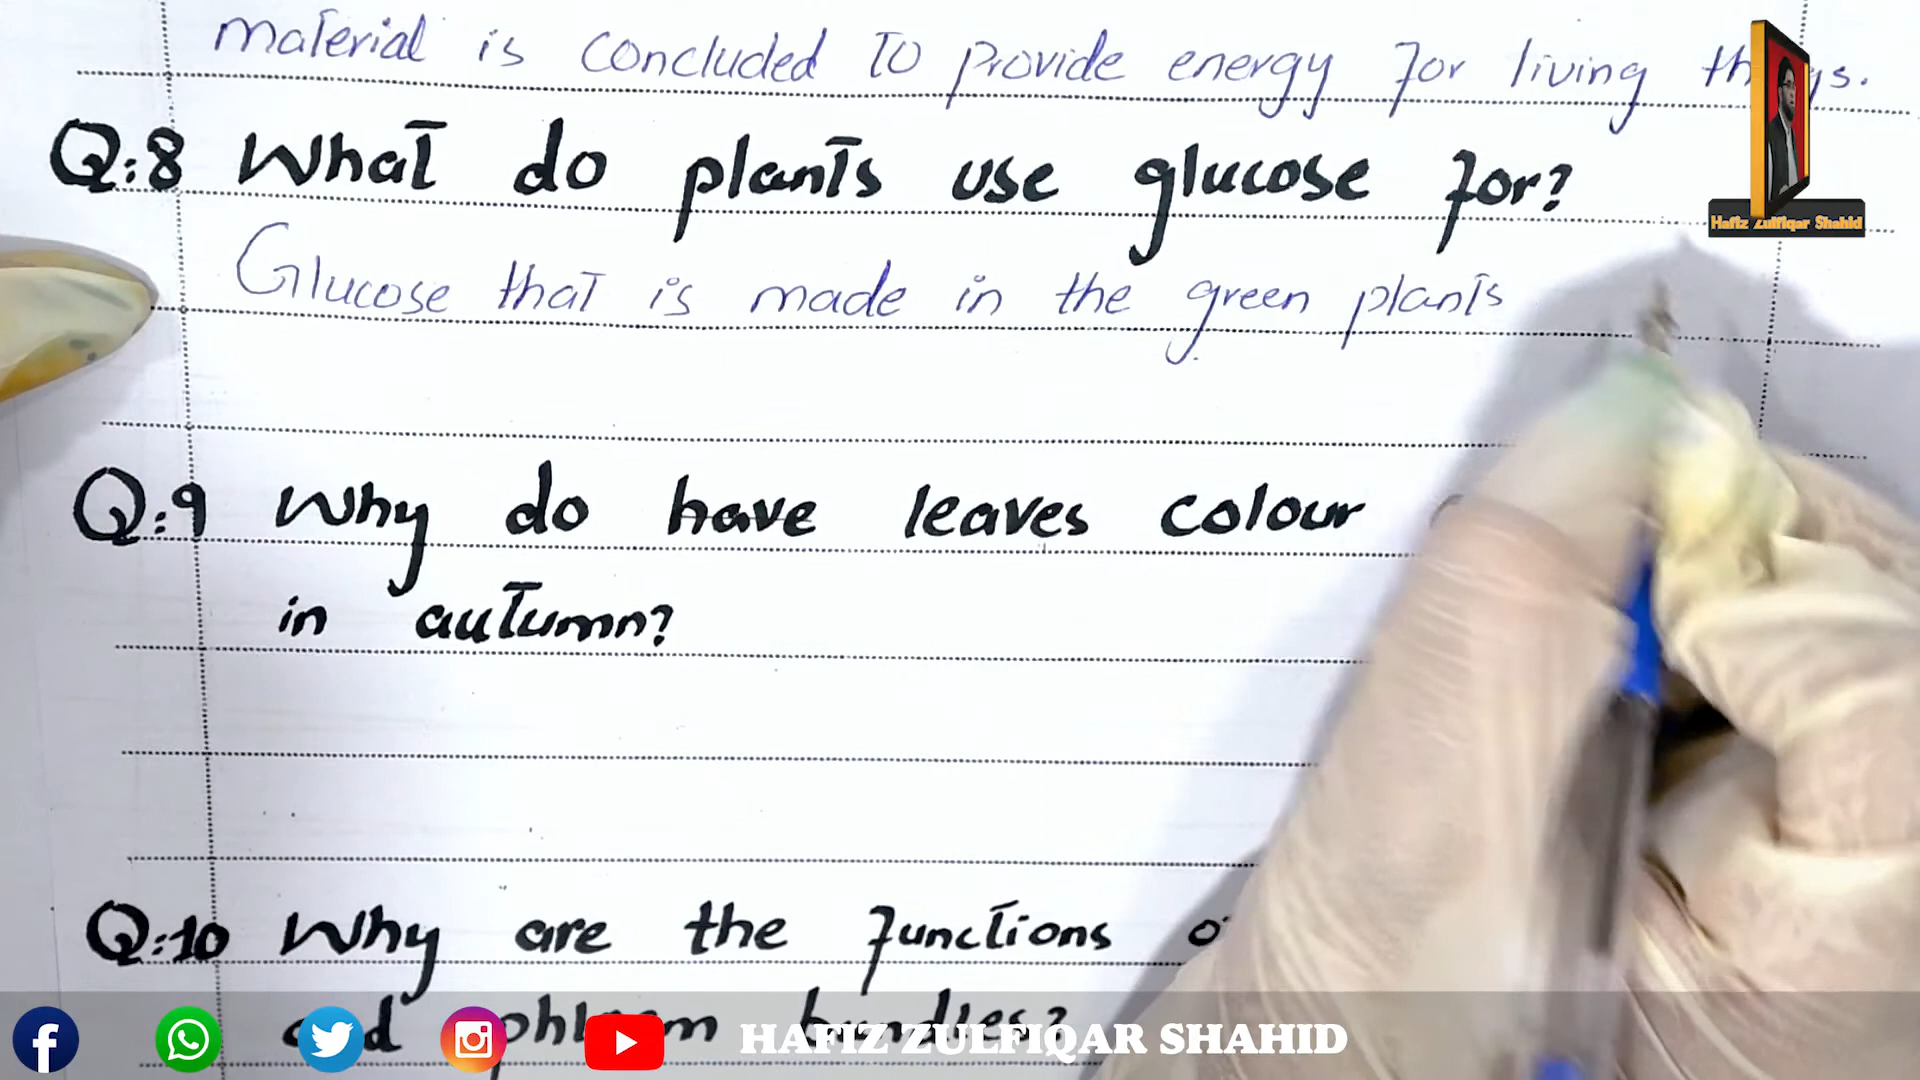 material is concluded to provide energy for living
Q:8 What do plants use glucose for?
Hafiz Zulfiqar Shahid
Glucose that is made in the green plants
Q:9 Why do have leaves colour
in autumn?
Q:10 Why are the functions
HAFIZ ZULFIQAR SHAHID